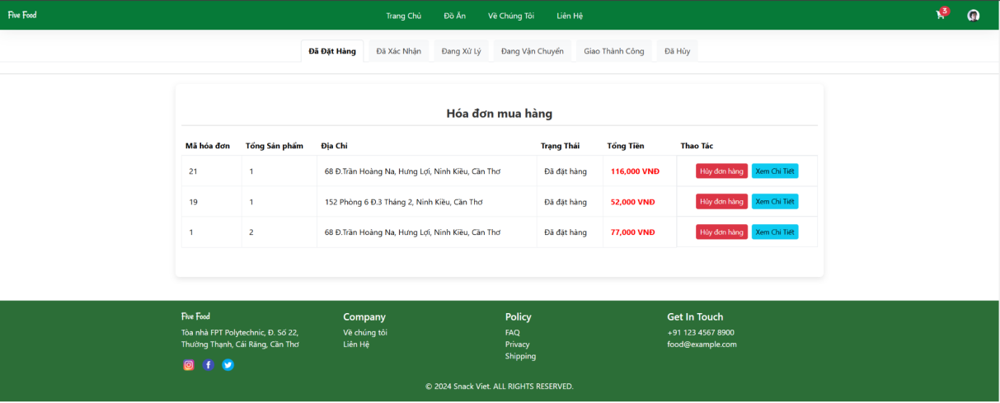 Five Food Trang Chủ Đồ Ăn Về Chúng Tôi Liên Hệ 3
Đã Đặt Hàng Đã Xác Nhận Đang Xử Lý Đang Vận Chuyển Giao Thành Công Đã Hủy
Hóa đơn mua hàng
Mã hóa đơn Tổng Sản phẩm Địa Chỉ Trạng Thái Tổng Tiền Thao Tác
21 1 68 Đ.Trần Hoàng Na, Hưng Lợi, Ninh Kiều, Cần Thơ Đã đặt hàng 116,000 VNĐ Hủy đơn hàng Xem Chi Tiết
19 1 152 Phòng 6 Đ.3 Tháng 2, Ninh Kiều, Cần Thơ Đã đặt hàng 52,000 VNĐ Hủy đơn hàng Xem Chi Tiết
1 2 68 Đ.Trần Hoàng Na, Hưng Lợi, Ninh Kiều, Cần Thơ Đã đặt hàng 77,000 VNĐ Hủy đơn hàng Xem Chi Tiết
Five Food
Tòa nhà FPT Polytechnic, Đ. Số 22,
Thường Thạnh, Cái Răng, Cần Thơ
Company
Về chúng tôi
Liên Hệ
Policy
FAQ
Privacy
Shipping
Get In Touch
+91 123 4567 8900
food@example.com
© 2024 Snack Viet. ALL RIGHTS RESERVED.